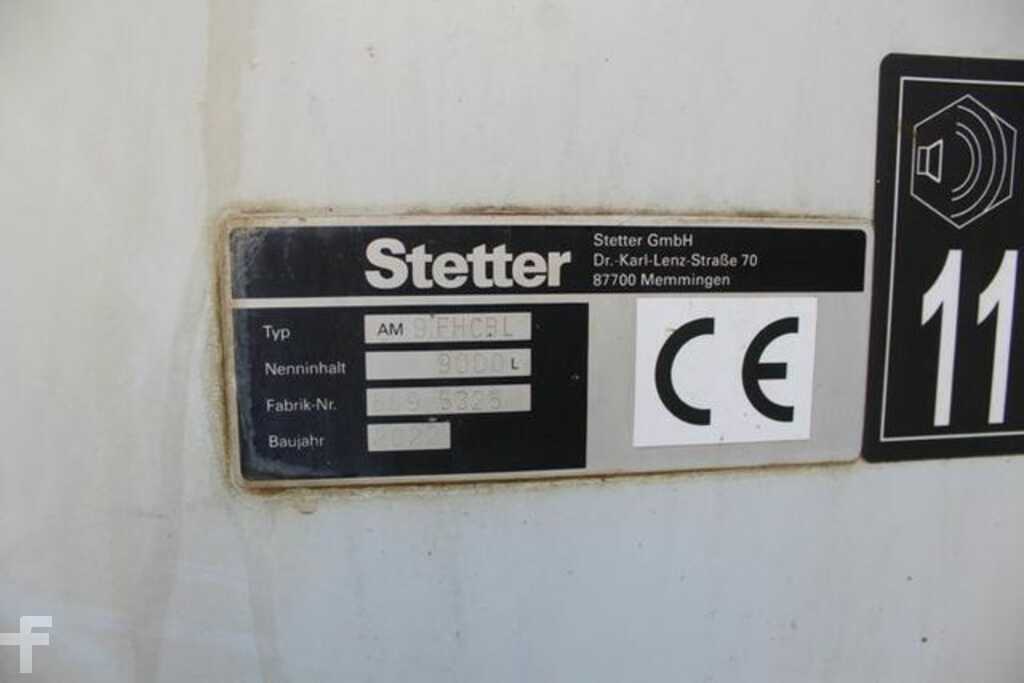 Stetter
Stetter GmbH
Dr.-Karl-Lenz-Straße 70
87700 Memmingen
Typ AM 9 FHCBL
Nenninhalt 9000 L
Fabrik-Nr. 5325
Baujahr
CE
11
F